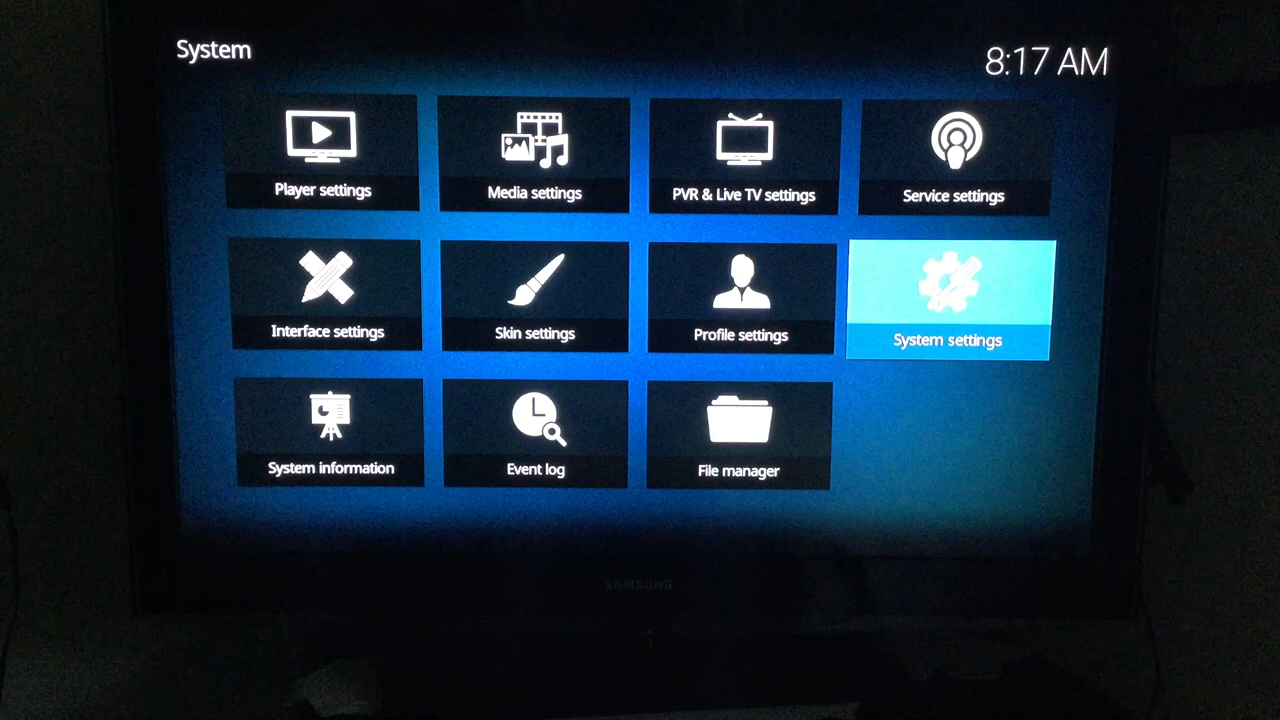 System
8:17 AM
Player settings
Media settings
PVR & Live TV settings
Service settings
Interface settings
Skin settings
Profile settings
System settings
System information
Event log
File manager
SAMSUNG